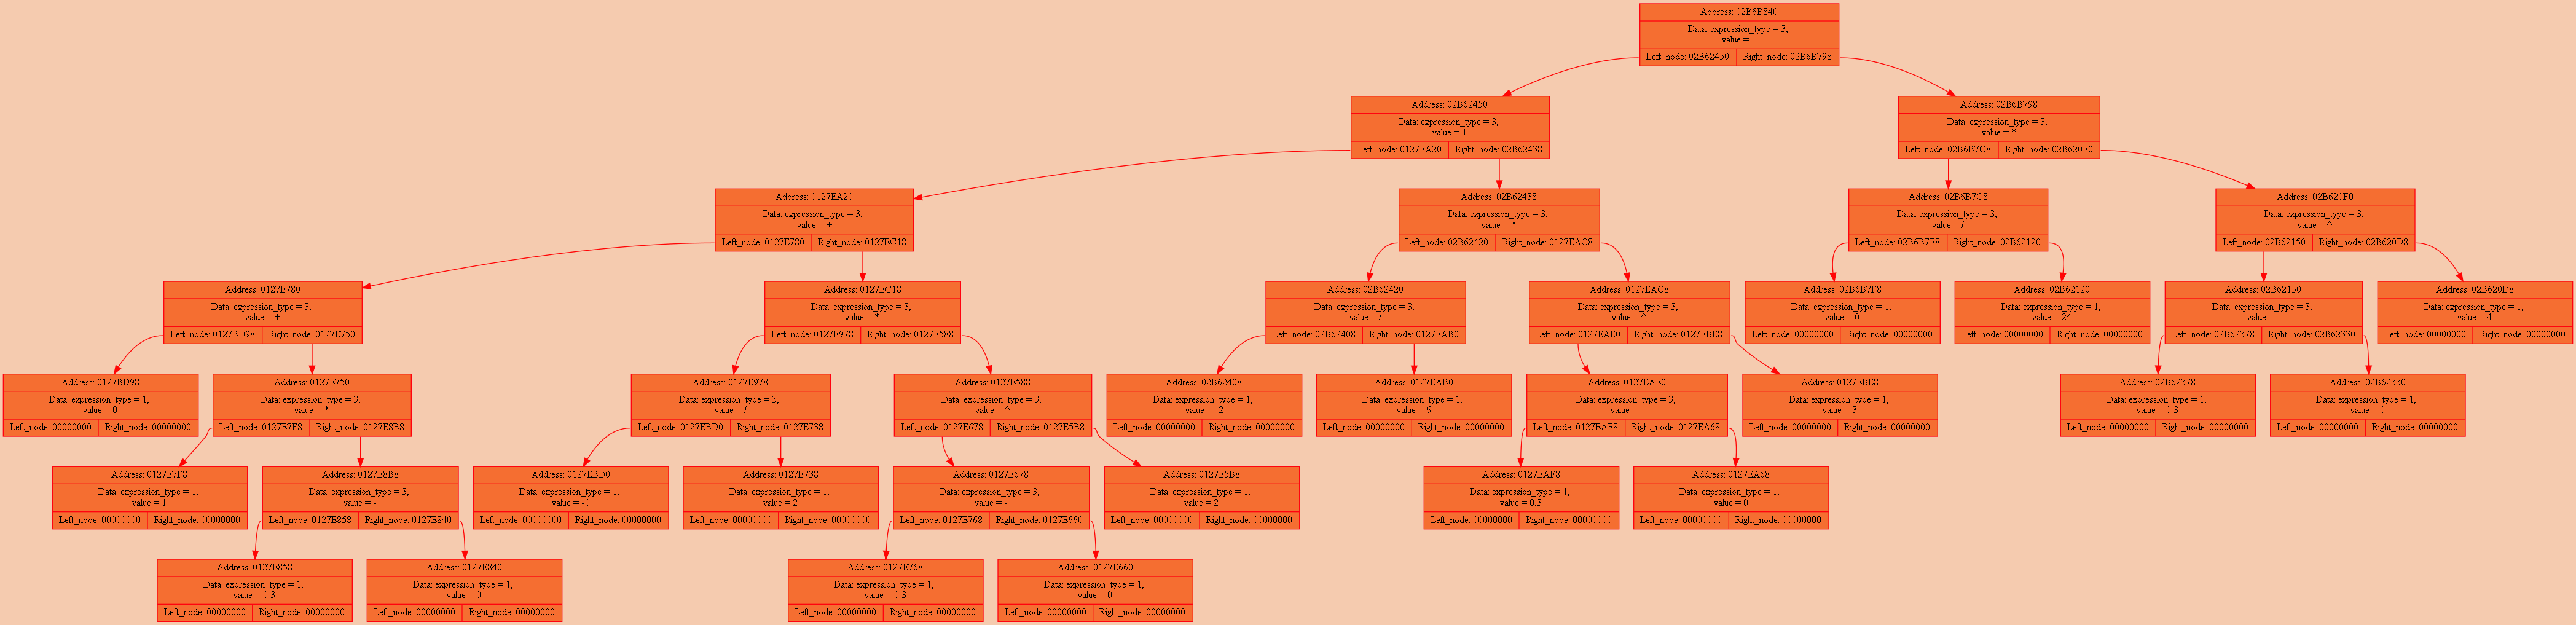 Address: 02B6B840
Data: expression_type = 3,
value = +
Left_node: 02B62450 Right_node: 02B6B798
Address: 02B62450
Data: expression_type = 3,
value = +
Left_node: 0127EA20 Right_node: 02B62438
Address: 02B6B798
Data: expression_type = 3,
value = *
Left_node: 02B6B7C8 Right_node: 02B620F0
Address: 0127EA20
Data: expression_type = 3,
value = +
Left_node: 0127E780 Right_node: 0127EC18
Address: 02B62438
Data: expression_type = 3,
value = *
Left_node: 02B62420 Right_node: 0127EAC8
Address: 02B6B7C8
Data: expression_type = 3,
value = /
Left_node: 02B6B7F8 Right_node: 02B62120
Address: 02B620F0
Data: expression_type = 3,
value = ^
Left_node: 02B62150 Right_node: 02B620D8
Address: 0127E780
Data: expression_type = 3,
value = +
Left_node: 0127BD98 Right_node: 0127E750
Address: 0127EC18
Data: expression_type = 3,
value = *
Left_node: 0127E978 Right_node: 0127E588
Address: 02B62420
Data: expression_type = 3,
value = /
Left_node: 02B62408 Right_node: 0127EAB0
Address: 0127EAC8
Data: expression_type = 3,
value = ^
Left_node: 0127EAE0 Right_node: 0127EBE8
Address: 02B6B7F8
Data: expression_type = 1,
value = 0
Left_node: 00000000 Right_node: 00000000
Address: 02B62120
Data: expression_type = 1,
value = 24
Left_node: 00000000 Right_node: 00000000
Address: 02B62150
Data: expression_type = 3,
value = -
Left_node: 02B62378 Right_node: 02B62330
Address: 02B620D8
Data: expression_type = 1,
value = 4
Left_node: 00000000 Right_node: 00000000
Address: 0127BD98
Data: expression_type = 1,
value = 0
Left_node: 00000000 Right_node: 00000000
Address: 0127E750
Data: expression_type = 3,
value = *
Left_node: 0127E7F8 Right_node: 0127E8B8
Address: 0127E978
Data: expression_type = 3,
value = /
Left_node: 0127EBD0 Right_node: 0127E738
Address: 0127E588
Data: expression_type = 3,
value = ^
Left_node: 0127E678 Right_node: 0127E5B8
Address: 02B62408
Data: expression_type = 1,
value = -2
Left_node: 00000000 Right_node: 00000000
Address: 0127EAB0
Data: expression_type = 1,
value = 6
Left_node: 00000000 Right_node: 00000000
Address: 0127EAE0
Data: expression_type = 3,
value = -
Left_node: 0127EAF8 Right_node: 0127EA68
Address: 0127EBE8
Data: expression_type = 1,
value = 3
Left_node: 00000000 Right_node: 00000000
Address: 02B62378
Data: expression_type = 1,
value = 0.3
Left_node: 00000000 Right_node: 00000000
Address: 02B62330
Data: expression_type = 1,
value = 0
Left_node: 00000000 Right_node: 00000000
Address: 0127E7F8
Data: expression_type = 1,
value = 1
Left_node: 00000000 Right_node: 00000000
Address: 0127E8B8
Data: expression_type = 3,
value = -
Left_node: 0127E858 Right_node: 0127E840
Address: 0127EBD0
Data: expression_type = 1,
value = -0
Left_node: 00000000 Right_node: 00000000
Address: 0127E738
Data: expression_type = 1,
value = 2
Left_node: 00000000 Right_node: 00000000
Address: 0127E678
Data: expression_type = 3,
value = -
Left_node: 0127E768 Right_node: 0127E660
Address: 0127E5B8
Data: expression_type = 1,
value = 2
Left_node: 00000000 Right_node: 00000000
Address: 0127EAF8
Data: expression_type = 1,
value = 0.3
Left_node: 00000000 Right_node: 00000000
Address: 0127EA68
Data: expression_type = 1,
value = 0
Left_node: 00000000 Right_node: 00000000
Address: 0127E858
Data: expression_type = 1,
value = 0.3
Left_node: 00000000 Right_node: 00000000
Address: 0127E840
Data: expression_type = 1,
value = 0
Left_node: 00000000 Right_node: 00000000
Address: 0127E768
Data: expression_type = 1,
value = 0.3
Left_node: 00000000 Right_node: 00000000
Address: 0127E660
Data: expression_type = 1,
value = 0
Left_node: 00000000 Right_node: 00000000